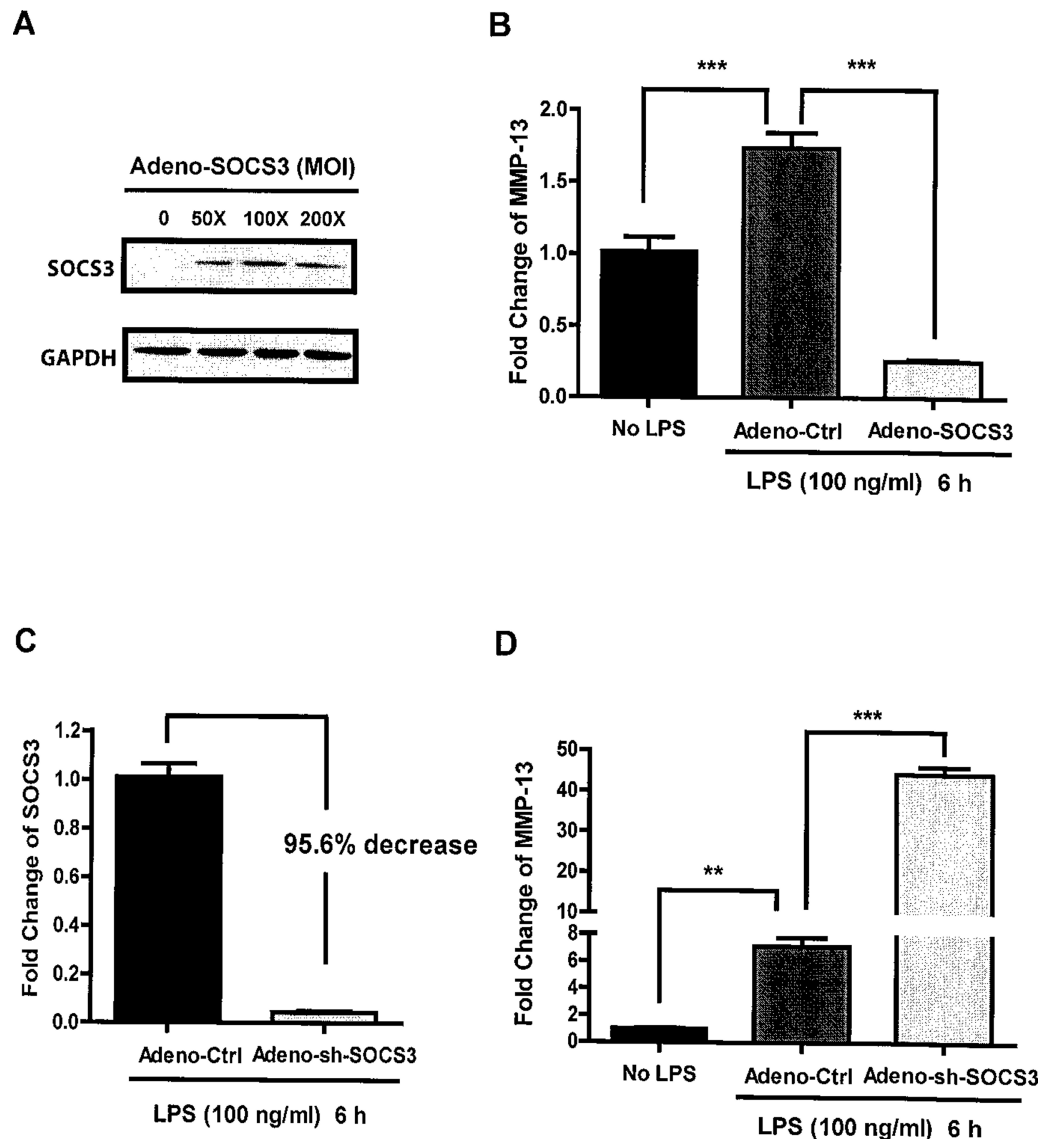 A
Adeno-SOCS3 (MOI)
0 50X 100X 200X
SOCS3
GAPDH
B
*** ***
Fold Change of MMP-13
2.0
1.5
1.0
0.5
0.0
No LPS Adeno-Ctrl Adeno-SOCS3
LPS (100 ng/ml) 6 h
C
Fold Change of SOCS3
1.2
1.0
0.8
0.6
0.4
0.2
0.0
95.6% decrease
Adeno-Ctrl Adeno-sh-SOCS3
LPS (100 ng/ml) 6 h
D
***
**
Fold Change of MMP-13
50
40
30
20
10
8
6
4
2
0
No LPS Adeno-Ctrl Adeno-sh-SOCS3
LPS (100 ng/ml) 6 h